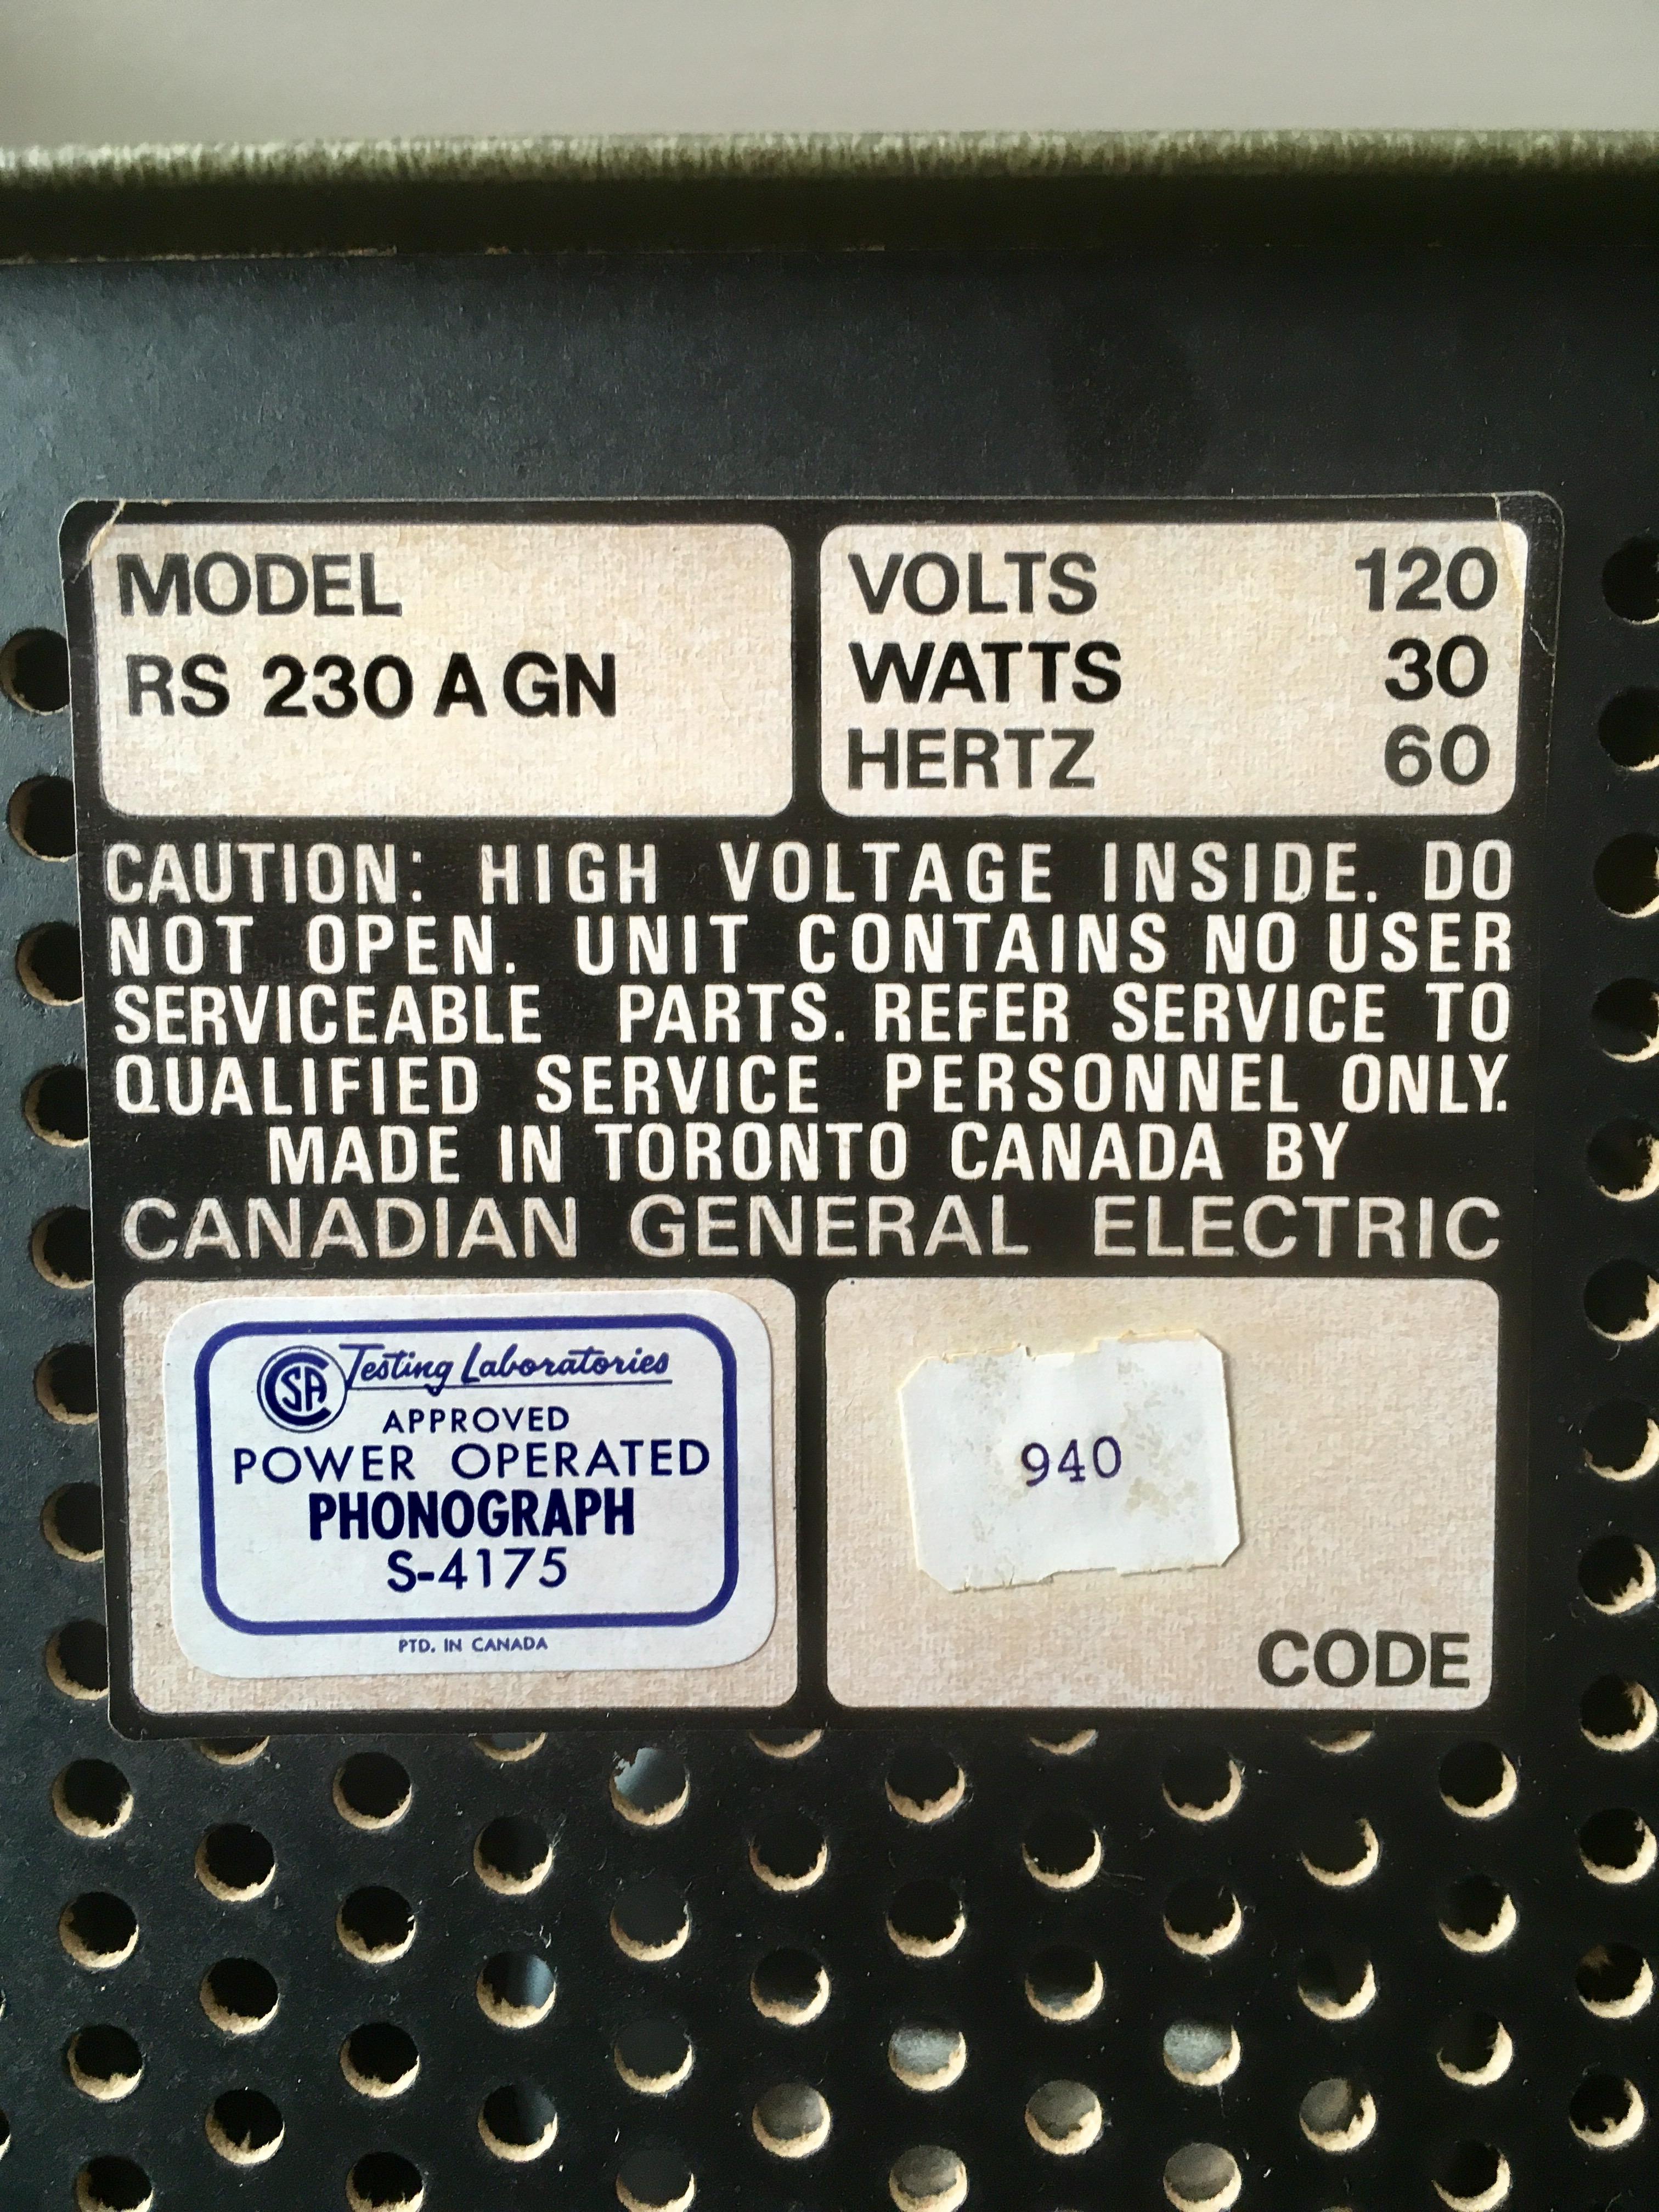 MODEL
RS 230 A GN
VOLTS 120
WATTS 30
HERTZ 60
CAUTION: HIGH VOLTAGE INSIDE. DO
NOT OPEN. UNIT CONTAINS NO USER
SERVICEABLE PARTS. REFER SERVICE TO
QUALIFIED SERVICE PERSONNEL ONLY.
MADE IN TORONTO CANADA BY
CANADIAN GENERAL ELECTRIC
CSA Testing Laboratories
APPROVED
POWER OPERATED
PHONOGRAPH
S-4175
PTD. IN CANADA
940
CODE